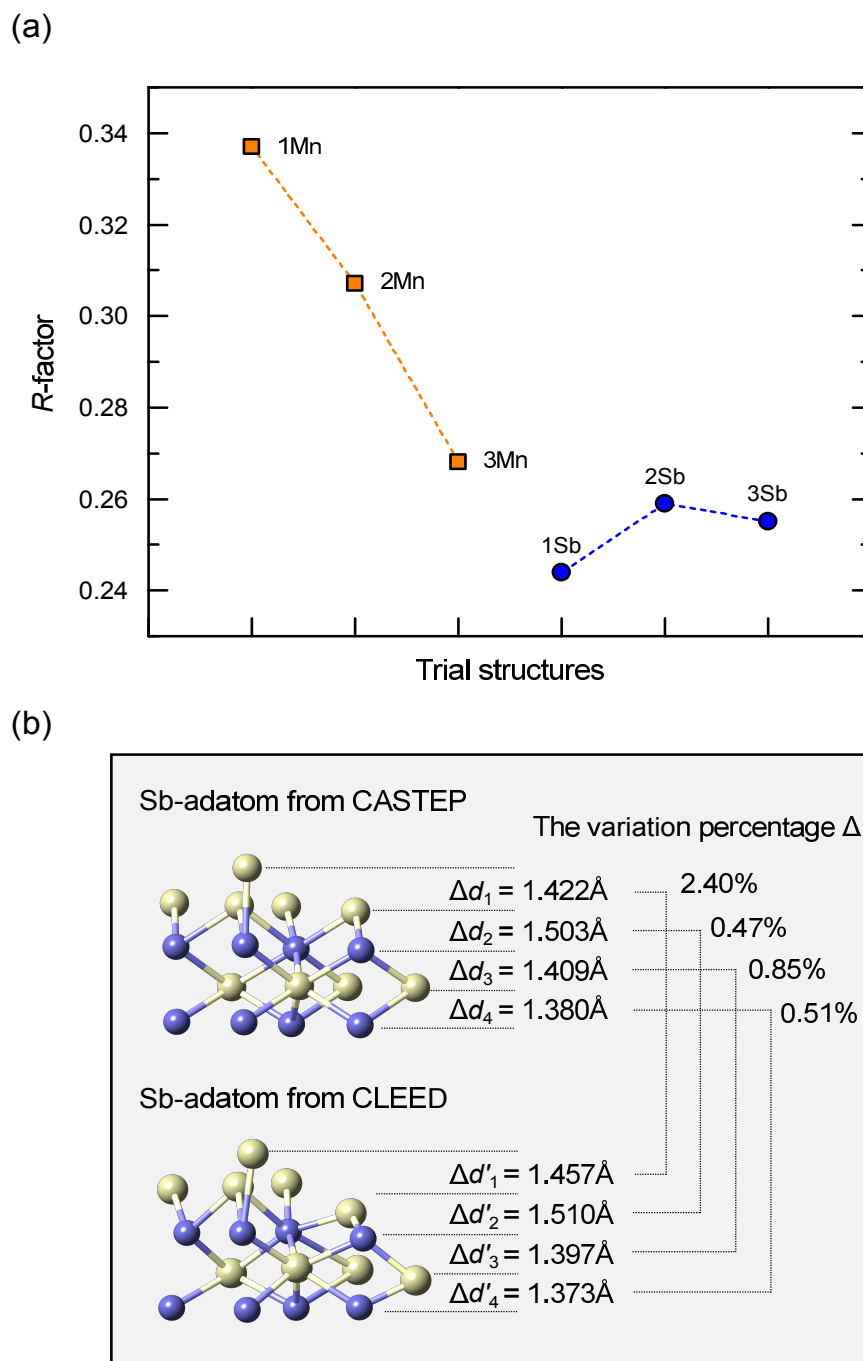 (a)
0.34
0.32
0.30
0.28
0.26
0.24
R-factor
1Mn
2Mn
3Mn
1Sb
2Sb
3Sb
Trial structures
(b)
Sb-adatom from CASTEP
The variation percentage Δ
Δd1 = 1.422Å
2.40%
Δd2 = 1.503Å
0.47%
Δd3 = 1.409Å
0.85%
Δd4 = 1.380Å
0.51%
Sb-adatom from CLEED
Δd'1 = 1.457Å
Δd'2 = 1.510Å
Δd'3 = 1.397Å
Δd'4 = 1.373Å